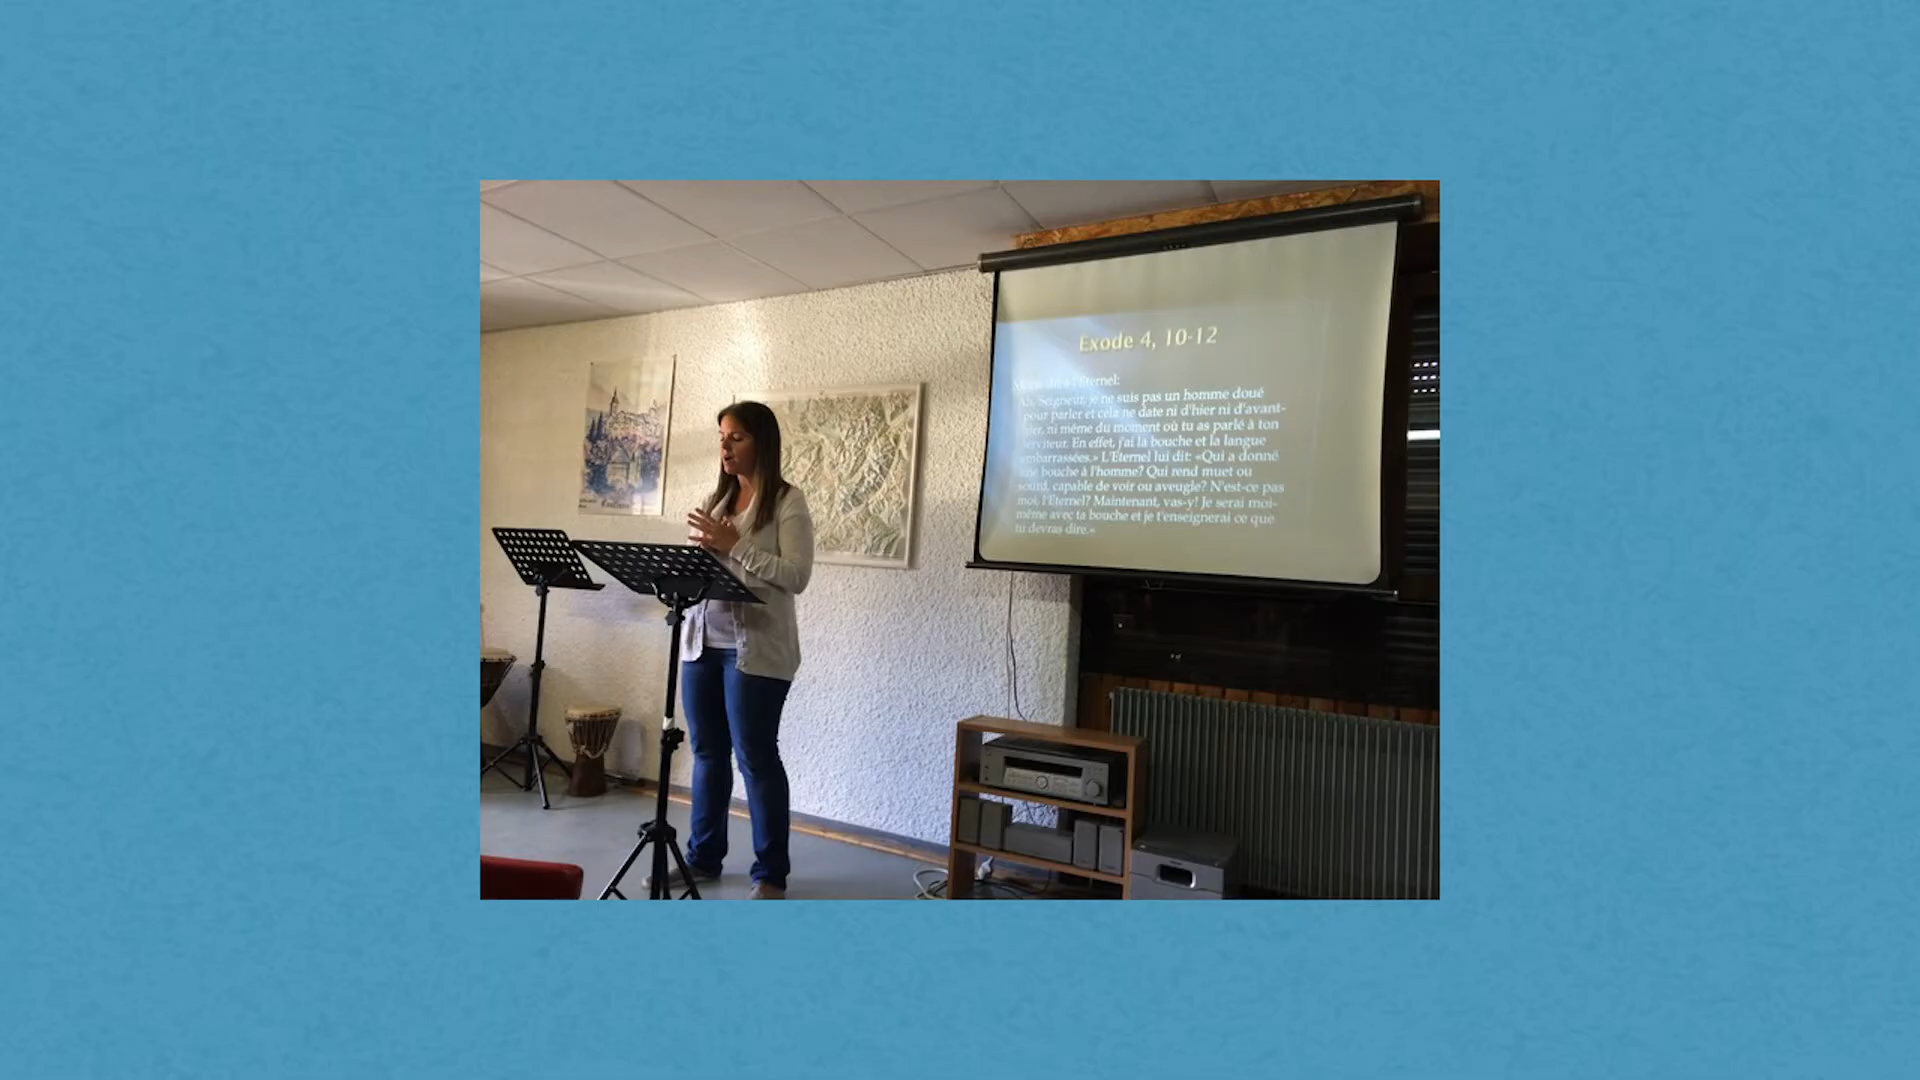 Exode 4, 10-12
dit à l'Eternel:
Ah, Seigneur, je ne suis pas un homme doué
pour parler et cela ne date ni d'hier ni d'avant-
hier, ni même du moment où tu as parlé à ton
serviteur. En effet, j'ai la bouche et la langue
embarrassées.» L'Eternel lui dit: «Qui a donné
une bouche à l'homme? Qui rend muet ou
sourd, capable de voir ou aveugle? N'est-ce pas
moi, l'Eternel? Maintenant, vas-y! Je serai moi-
même avec ta bouche et je t'enseignerai ce que
tu devras dire.«